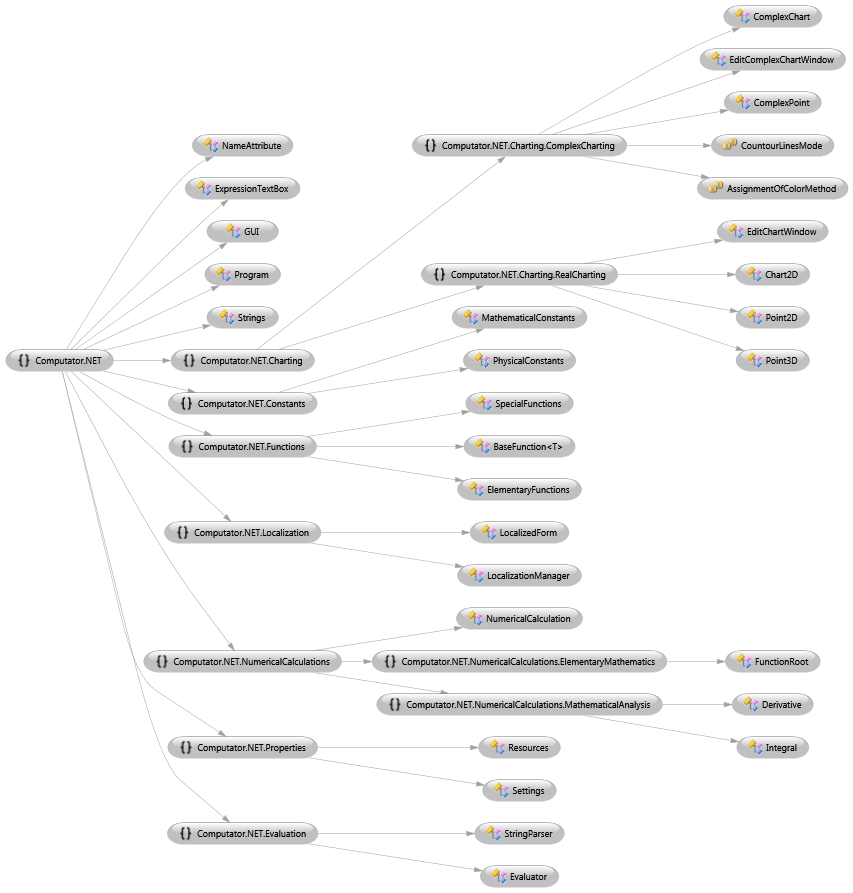 ComplexChart
EditComplexChartWindow
ComplexPoint
NameAttribute
{} Computator.NET.Charting.ComplexCharting
CountourLinesMode
ExpressionTextBox
AssignmentOfColorMethod
GUI
EditChartWindow
Program
{} Computator.NET.Charting.RealCharting
Chart2D
Strings
MathematicalConstants
Point2D
{} Computator.NET
{} Computator.NET.Charting
PhysicalConstants
Point3D
{} Computator.NET.Constants
SpecialFunctions
{} Computator.NET.Functions
BaseFunction<T>
ElementaryFunctions
{} Computator.NET.Localization
LocalizedForm
LocalizationManager
NumericalCalculation
{} Computator.NET.NumericalCalculations
{} Computator.NET.NumericalCalculations.ElementaryMathematics
FunctionRoot
{} Computator.NET.NumericalCalculations.MathematicalAnalysis
Derivative
{} Computator.NET.Properties
Resources
Integral
Settings
{} Computator.NET.Evaluation
StringParser
Evaluator